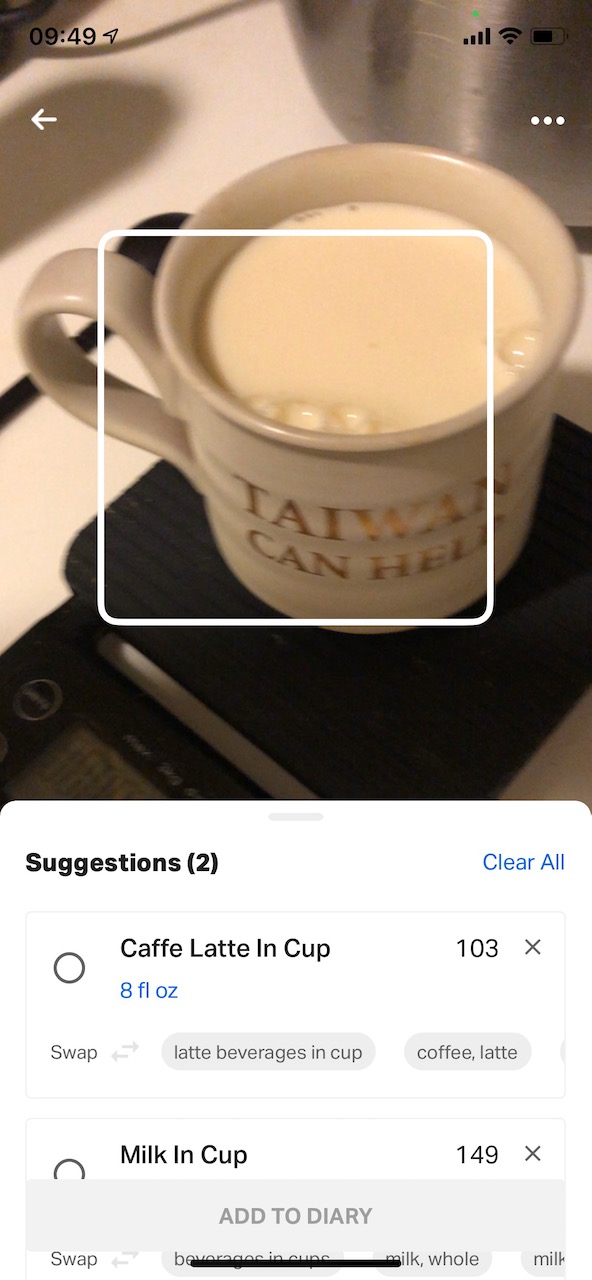 09:49
TAIWAN
CAN HELP
Suggestions (2)
Clear All
Caffe Latte In Cup 103
8 fl oz
Swap latte beverages in cup coffee, latte
Milk In Cup 149
ADD TO DIARY
Swap beverages in cups milk, whole milk